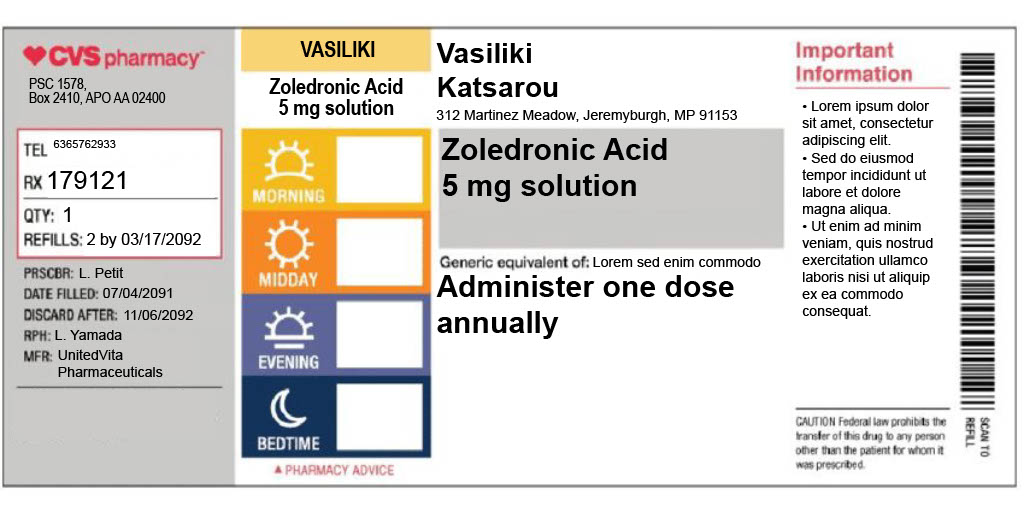 CVS pharmacy
PSC 1578,
Box 2410, APO AA 02400
TEL 6365762933
RX 179121
QTY: 1
REFILLS: 2 by 03/17/2092
PRSCBR: L. Petit
DATE FILLED: 07/04/2091
DISCARD AFTER: 11/06/2092
RPH: L. Yamada
MFR: UnitedVita
Pharmaceuticals
VASILIKI
Zoledronic Acid
5 mg solution
MORNING
MIDDAY
EVENING
BEDTIME
▲ PHARMACY ADVICE
Vasiliki
Katsarou
312 Martinez Meadow, Jeremyburgh, MP 91153
Zoledronic Acid
5 mg solution
Generic equivalent of: Lorem sed enim commodo
Administer one dose
annually
Important
Information
• Lorem ipsum dolor
sit amet, consectetur
adipiscing elit.
• Sed do eiusmod
tempor incididunt ut
labore et dolore
magna aliqua.
• Ut enim ad minim
veniam, quis nostrud
exercitation ullamco
laboris nisi ut aliquip
ex ea commodo
consequat.
CAUTION Federal law prohibits the
transfer of this drug to any person
other than the patient for whom it
was prescribed.
SCAN TO
REFILL